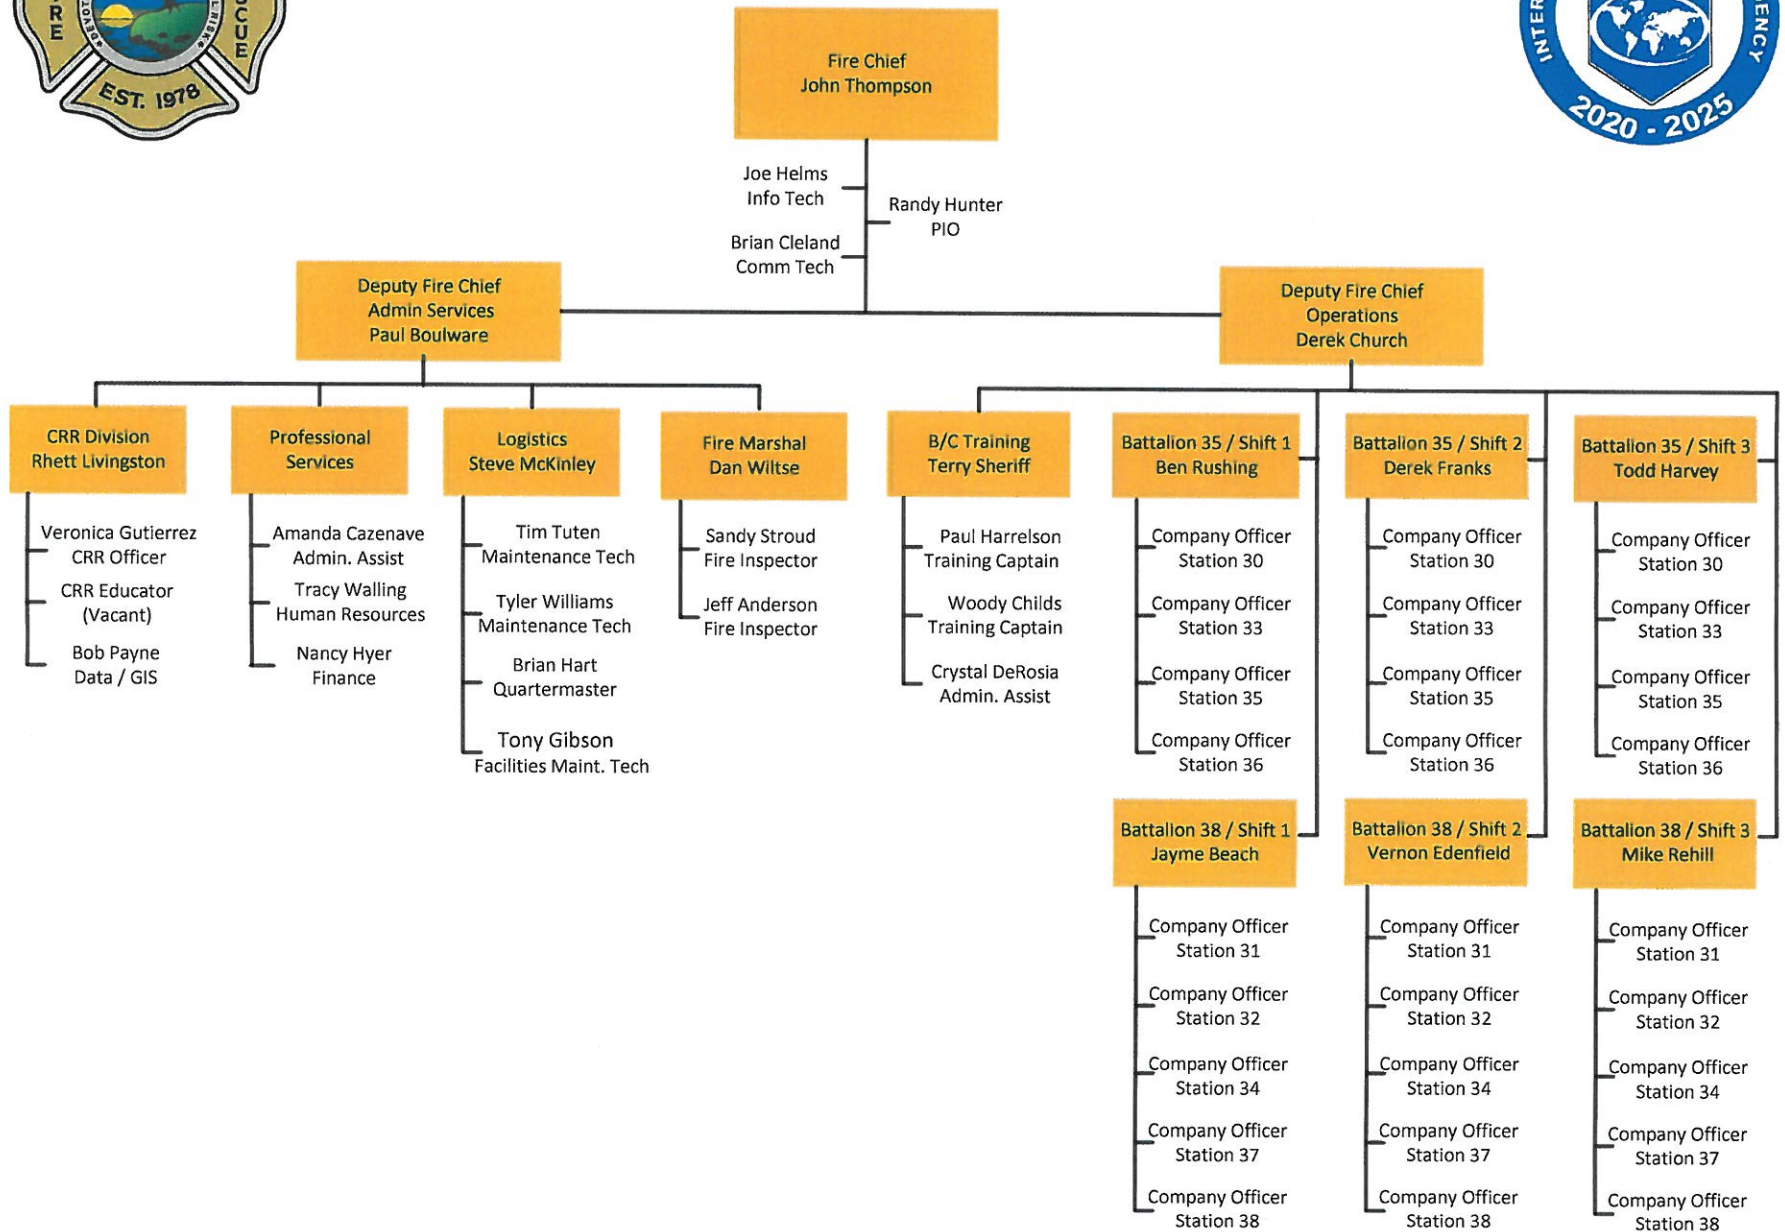 RE
CUE
DEVOTE
L RISK
EST. 1978
INTER
GENCY
2020 - 2025
Fire Chief
John Thompson
Joe Helms
Info Tech
Randy Hunter
PIO
Brian Cleland
Comm Tech
Deputy Fire Chief
Admin Services
Paul Boulware
Deputy Fire Chief
Operations
Derek Church
CRR Division
Rhett Livingston
Veronica Gutierrez
CRR Officer
CRR Educator
(Vacant)
Bob Payne
Data / GIS
Professional
Services
Amanda Cazenave
Admin. Assist
Tracy Walling
Human Resources
Nancy Hyer
Finance
Logistics
Steve McKinley
Tim Tuten
Maintenance Tech
Tyler Williams
Maintenance Tech
Brian Hart
Quartermaster
Tony Gibson
Facilities Maint. Tech
Fire Marshal
Dan Wiltse
Sandy Stroud
Fire Inspector
Jeff Anderson
Fire Inspector
B/C Training
Terry Sheriff
Paul Harrelson
Training Captain
Woody Childs
Training Captain
Crystal DeRosia
Admin. Assist
Battalion 35 / Shift 1
Ben Rushing
Company Officer
Station 30
Company Officer
Station 33
Company Officer
Station 35
Company Officer
Station 36
Battalion 35 / Shift 2
Derek Franks
Company Officer
Station 30
Company Officer
Station 33
Company Officer
Station 35
Company Officer
Station 36
Battalion 35 / Shift 3
Todd Harvey
Company Officer
Station 30
Company Officer
Station 33
Company Officer
Station 35
Company Officer
Station 36
Battalion 38 / Shift 1
Jayme Beach
Company Officer
Station 31
Company Officer
Station 32
Company Officer
Station 34
Company Officer
Station 37
Company Officer
Station 38
Battalion 38 / Shift 2
Vernon Edenfield
Company Officer
Station 31
Company Officer
Station 32
Company Officer
Station 34
Company Officer
Station 37
Company Officer
Station 38
Battalion 38 / Shift 3
Mike Rehill
Company Officer
Station 31
Company Officer
Station 32
Company Officer
Station 34
Company Officer
Station 37
Company Officer
Station 38